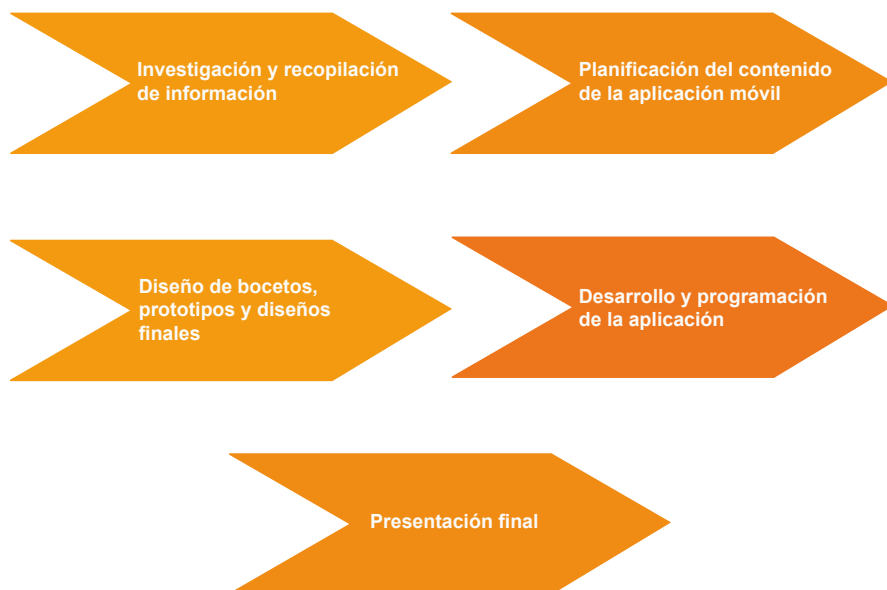 Investigación y recopilación
de información
Planificación del contenido
de la aplicación móvil
Diseño de bocetos,
prototipos y diseños
finales
Desarrollo y programación
de la aplicación
Presentación final